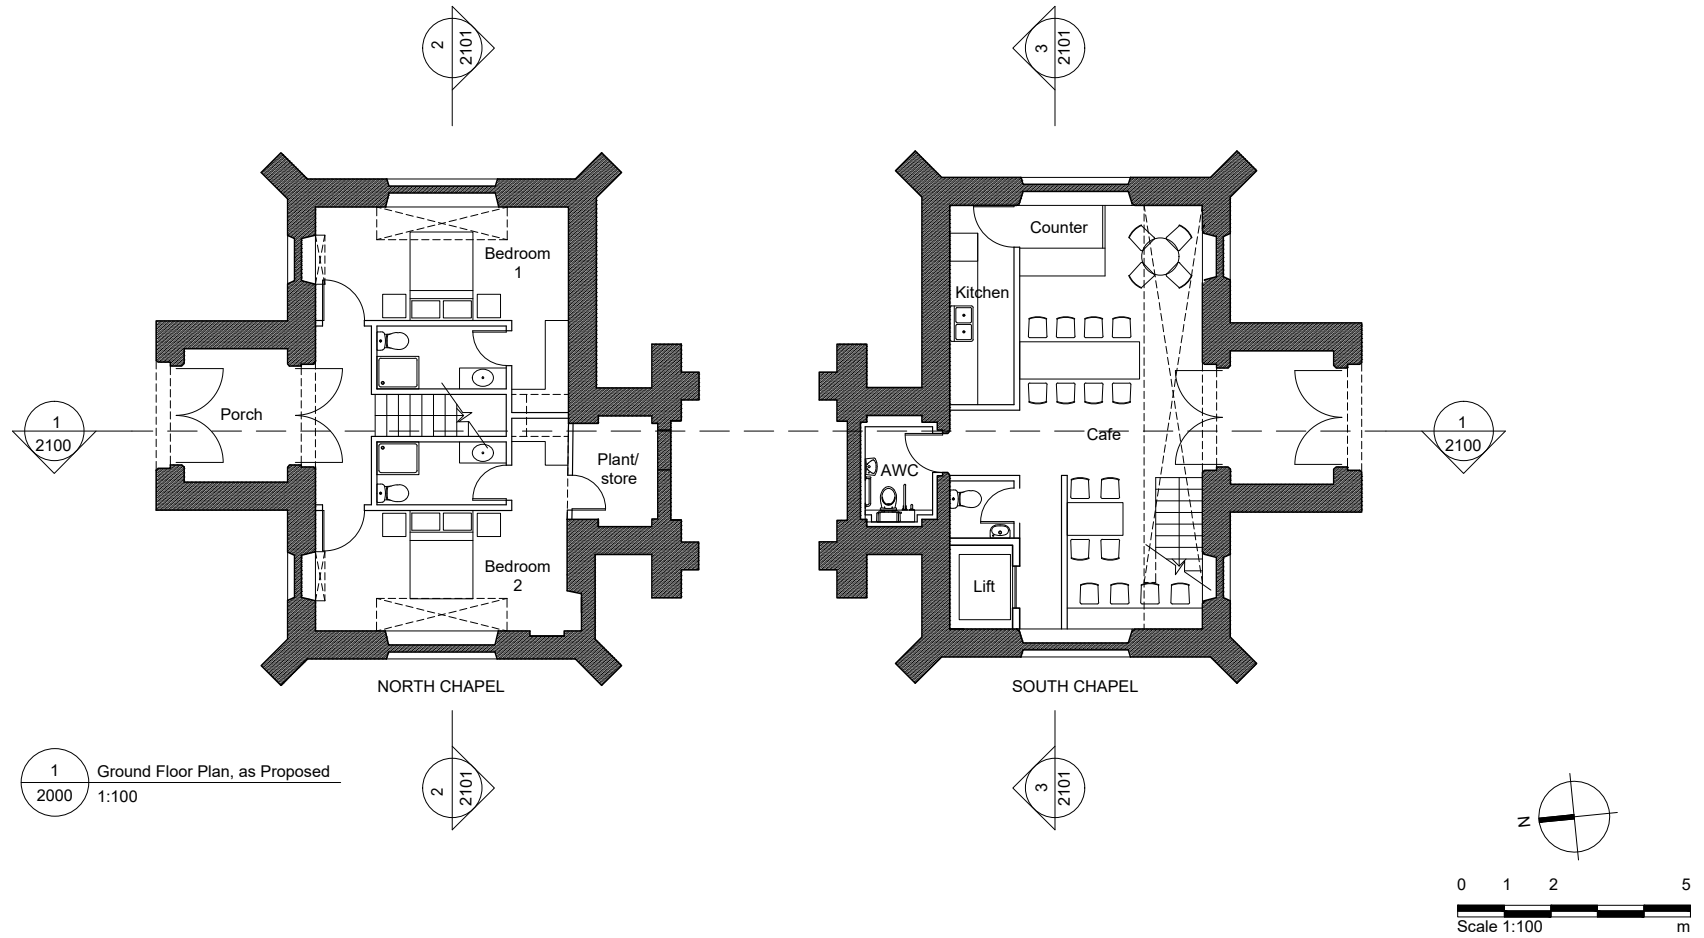 2
2101
3
2101
Bedroom
1
Counter
Kitchen
Porch
Cafe
1
2100
1
2100
Plant/
store
AWC
Bedroom
2
Lift
NORTH CHAPEL
SOUTH CHAPEL
1
2000
Ground Floor Plan, as Proposed
1:100
2
2101
3
2101
N
0 1 2 5
Scale 1:100 m